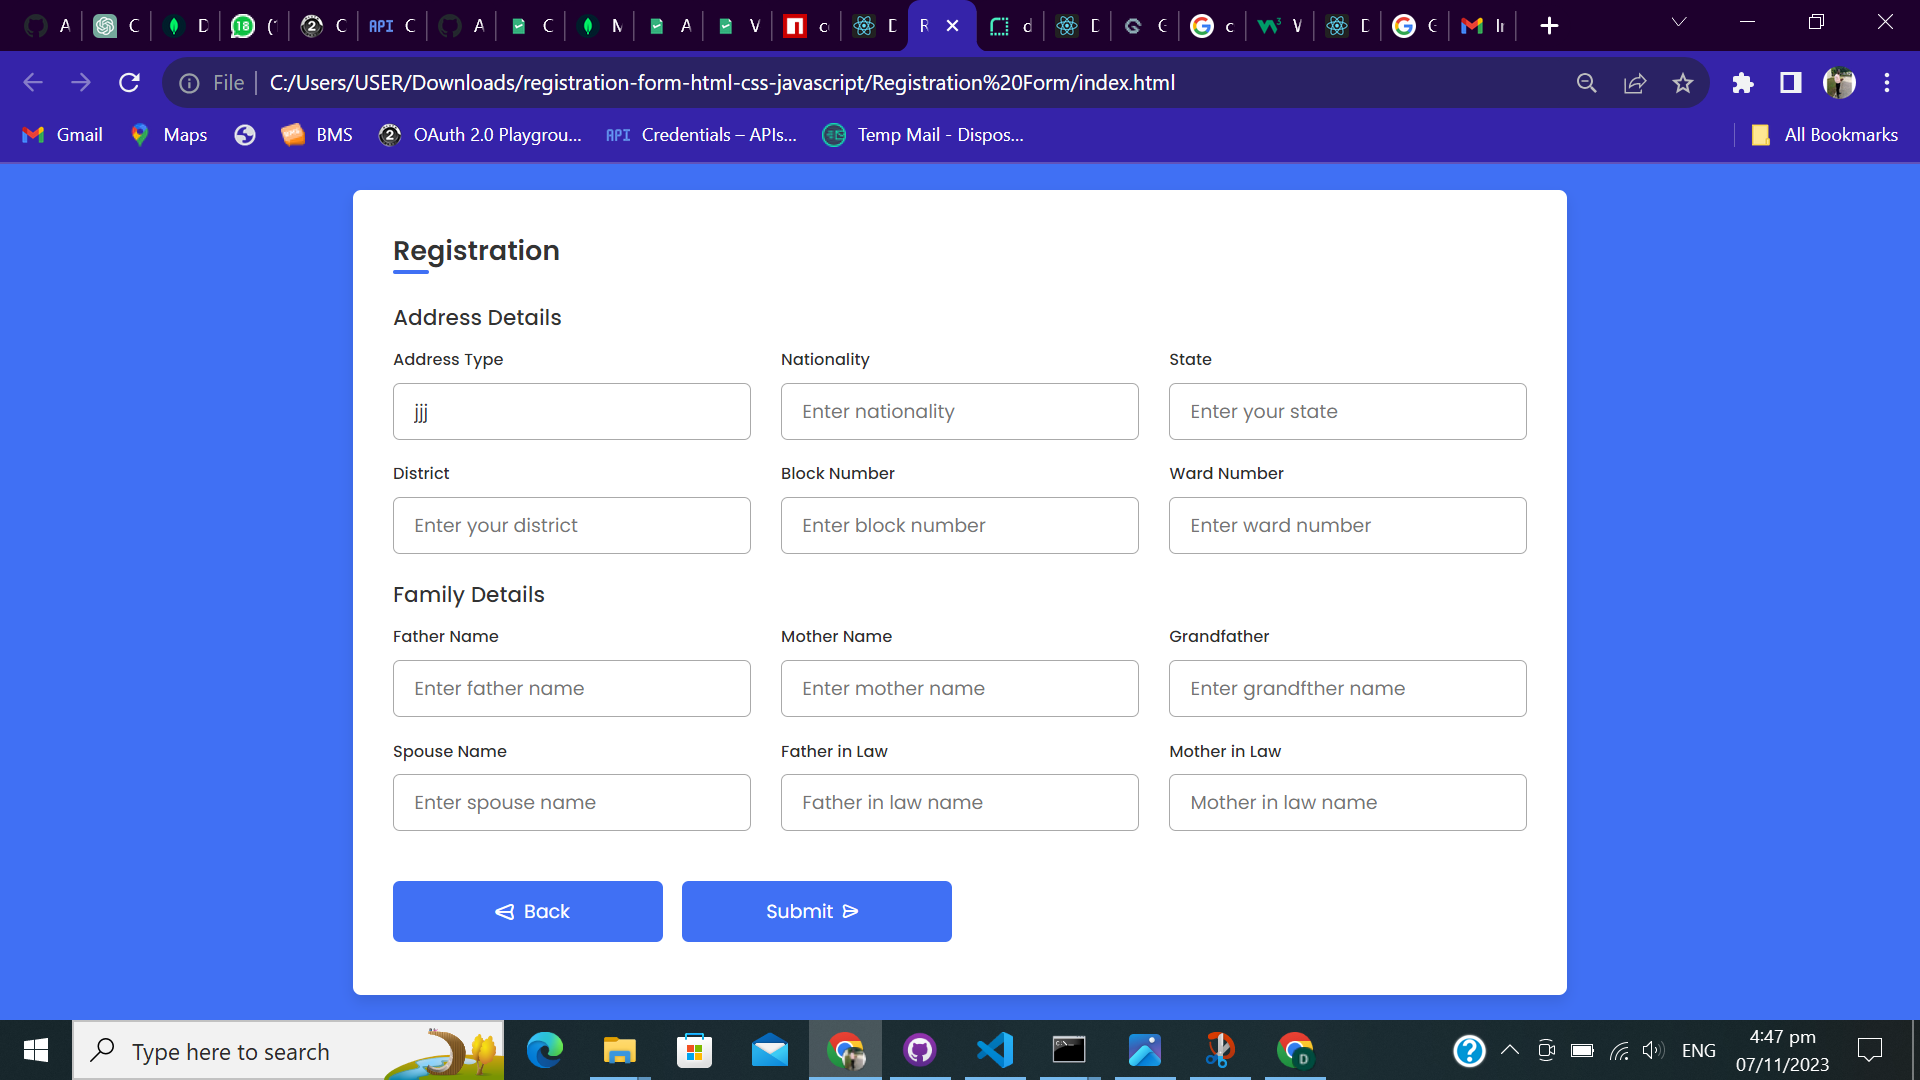 A C D (1 C API C A C M A V c D R d D G c W D G Ir
File C:/Users/USER/Downloads/registration-form-html-css-javascript/Registration%20Form/index.html
Gmail Maps BMS OAuth 2.0 Playgrou... API Credentials – APIs... Temp Mail - Dispos... All Bookmarks
Registration
Address Details
Address Type Nationality State
jjj Enter nationality Enter your state
District Block Number Ward Number
Enter your district Enter block number Enter ward number
Family Details
Father Name Mother Name Grandfather
Enter father name Enter mother name Enter grandfther name
Spouse Name Father in Law Mother in Law
Enter spouse name Father in law name Mother in law name
Back Submit
Type here to search ENG 4:47 pm
07/11/2023